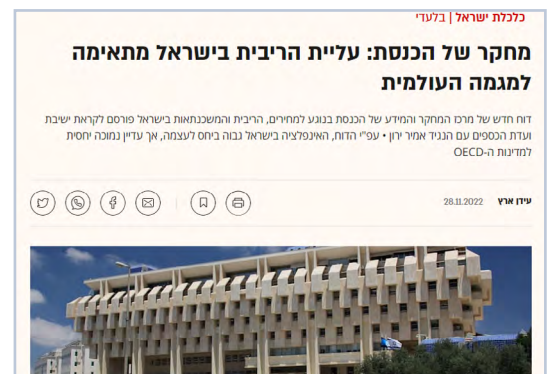 כלכלת ישראל | בלעדי
מחקר של הכנסת: עליית הריבית בישראל מתאימה
למגמה העולמית
דוח חדש של מרכז המחקר והמידע של הכנסת בנוגע למחירים, הריבית והמשכנתאות בישראל פורסם לקראת ישיבת
ועדת הכספים עם הנגיד אמיר ירון • עפ"י הדוח, האינפלציה בישראל גבוה ביחס לעצמה, אך עדיין נמוכה יחסית
למדינות ה-OECD
עידן ארץ 28.11.2022